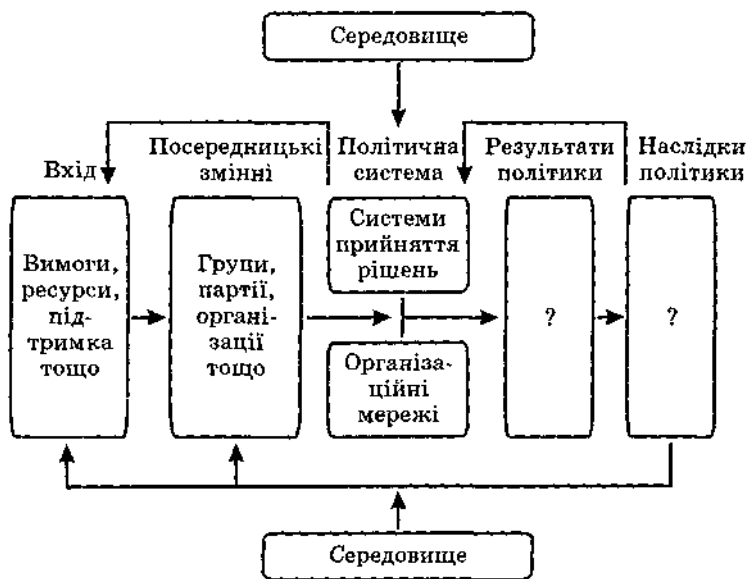 Середовище
Вхід
Посередницькі
змінні
Політична
система
Результати
політики
Наслідки
політики
Вимоги,
ресурси,
під-
тримка
тощо
Групи,
партії,
органі-
зації
тощо
Системи
прийняття
рішень
Організа-
ційні
мережі
?
?
Середовище